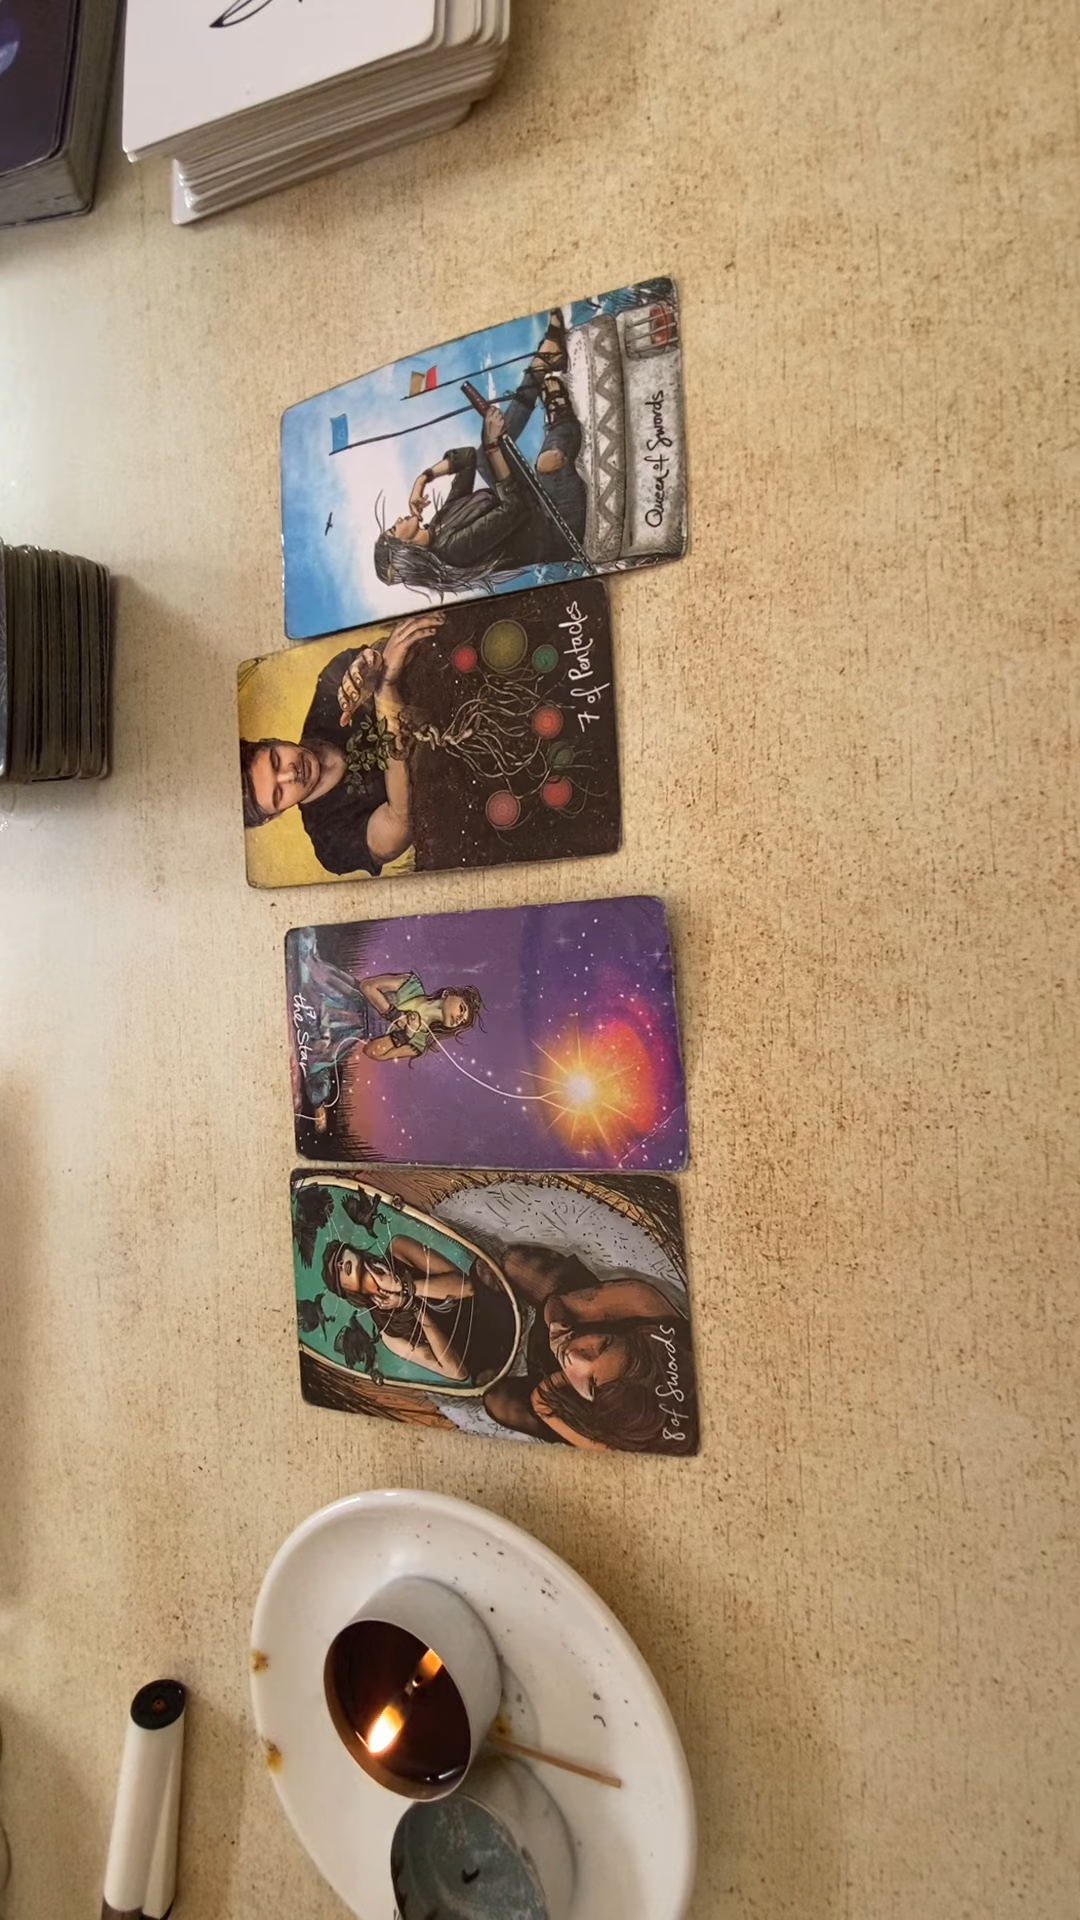 Queen of Swords
7 of Pentacles
17
the Star
8 of Swords